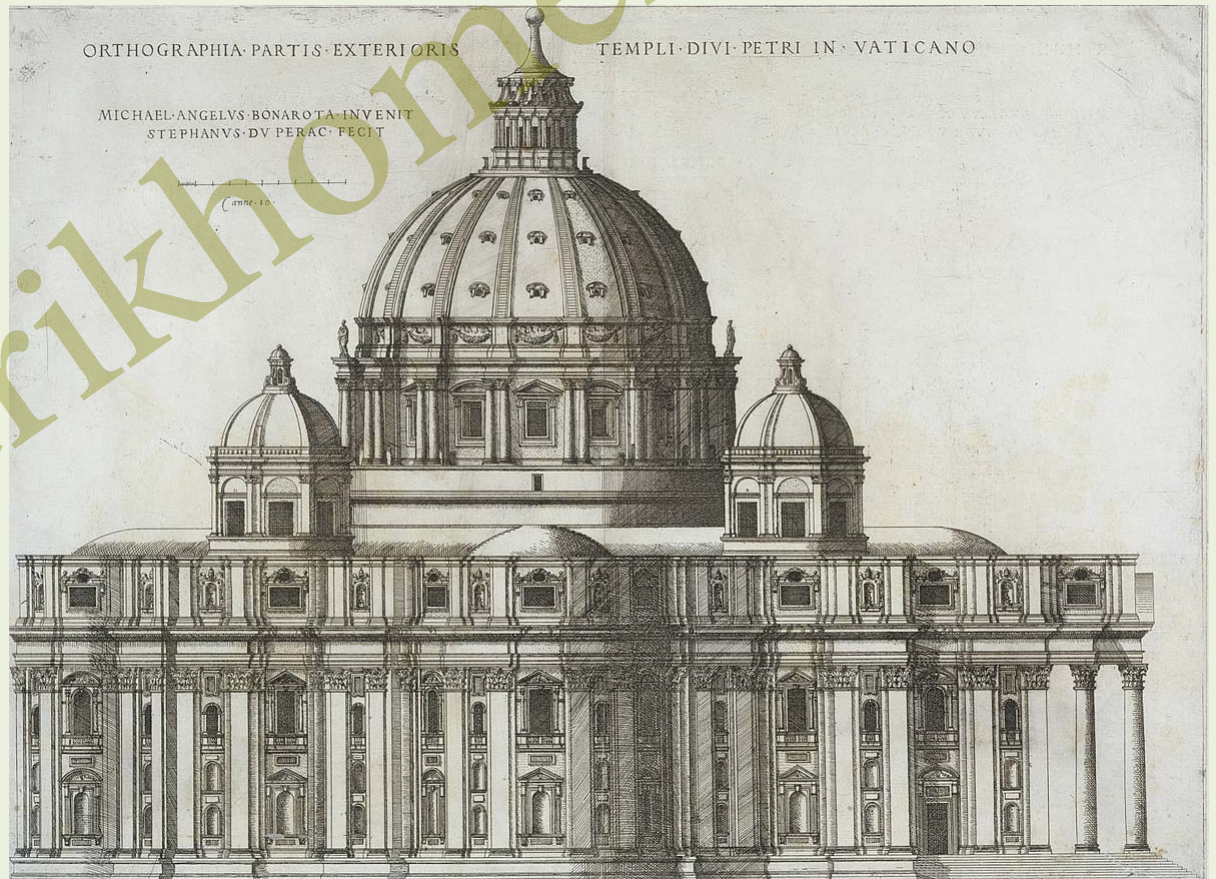 ORTHOGRAPHIA·PARTIS·EXTERIORIS TEMPLI·DIVI·PETRI IN·VATICANO
MICHAEL·ANGELVS·BONAROTA·INVENIT
STEPHANVS·DV PERAC·FECIT
Canne·10·